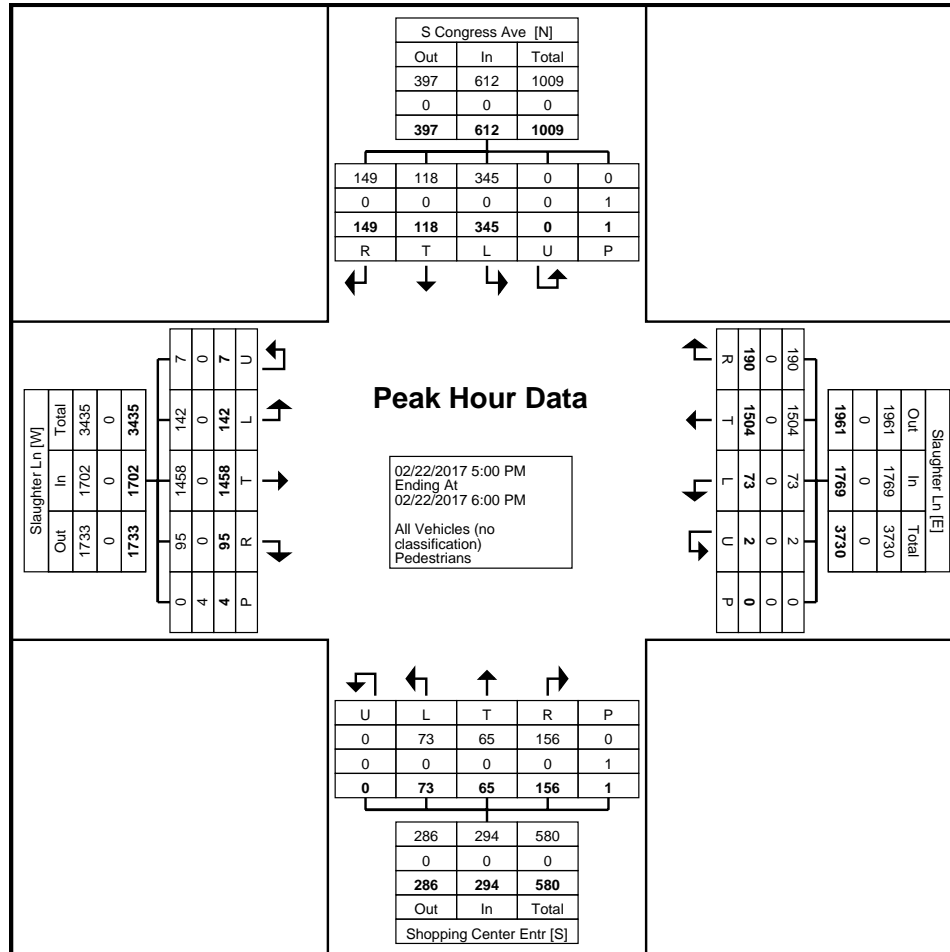 S Congress Ave [N]
Out In Total
397 612 1009
0 0 0
397 612 1009
149 118 345 0 0
0 0 0 0 1
149 118 345 0 1
R T L U P
Slaughter Ln [W]
Total In Out
3435 1702 1733
0 0 0
3435 1702 1733
7 142 1458 95 0
0 0 0 0 4
7 142 1458 95 4
U L T R P
Peak Hour Data
02/22/2017 5:00 PM
Ending At
02/22/2017 6:00 PM
All Vehicles (no
classification)
Pedestrians
R T L U P
190 1504 73 2 0
0 0 0 0 0
190 1504 73 2 0
1961 1769 3730
0 0 0
1961 1769 3730
Out In Total
Slaughter Ln [E]
U L T R P
0 73 65 156 0
0 0 0 0 1
0 73 65 156 1
286 294 580
0 0 0
286 294 580
Out In Total
Shopping Center Entr [S]